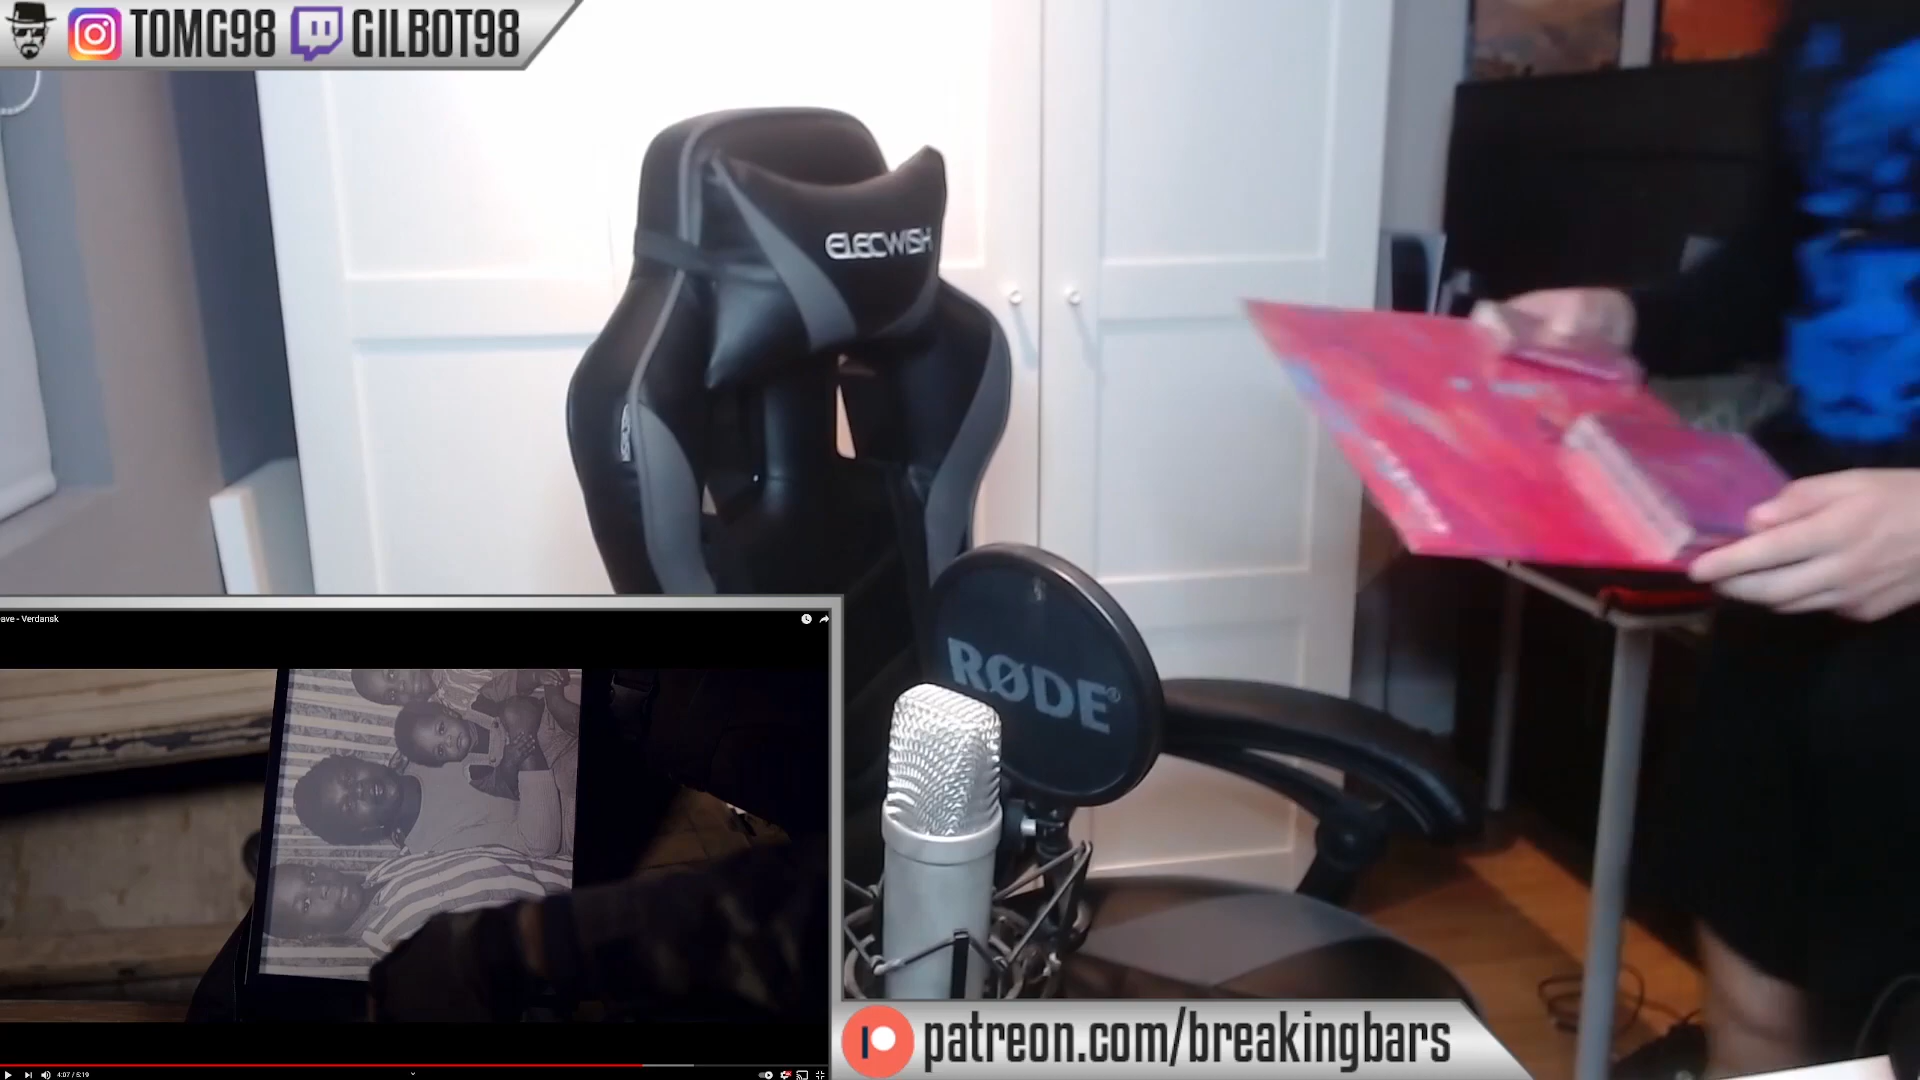 TOMG98 GILBOT98
ELECWISH
RØDE®
ave - Verdansk
4:07 / 5:19
patreon.com/breakingbars